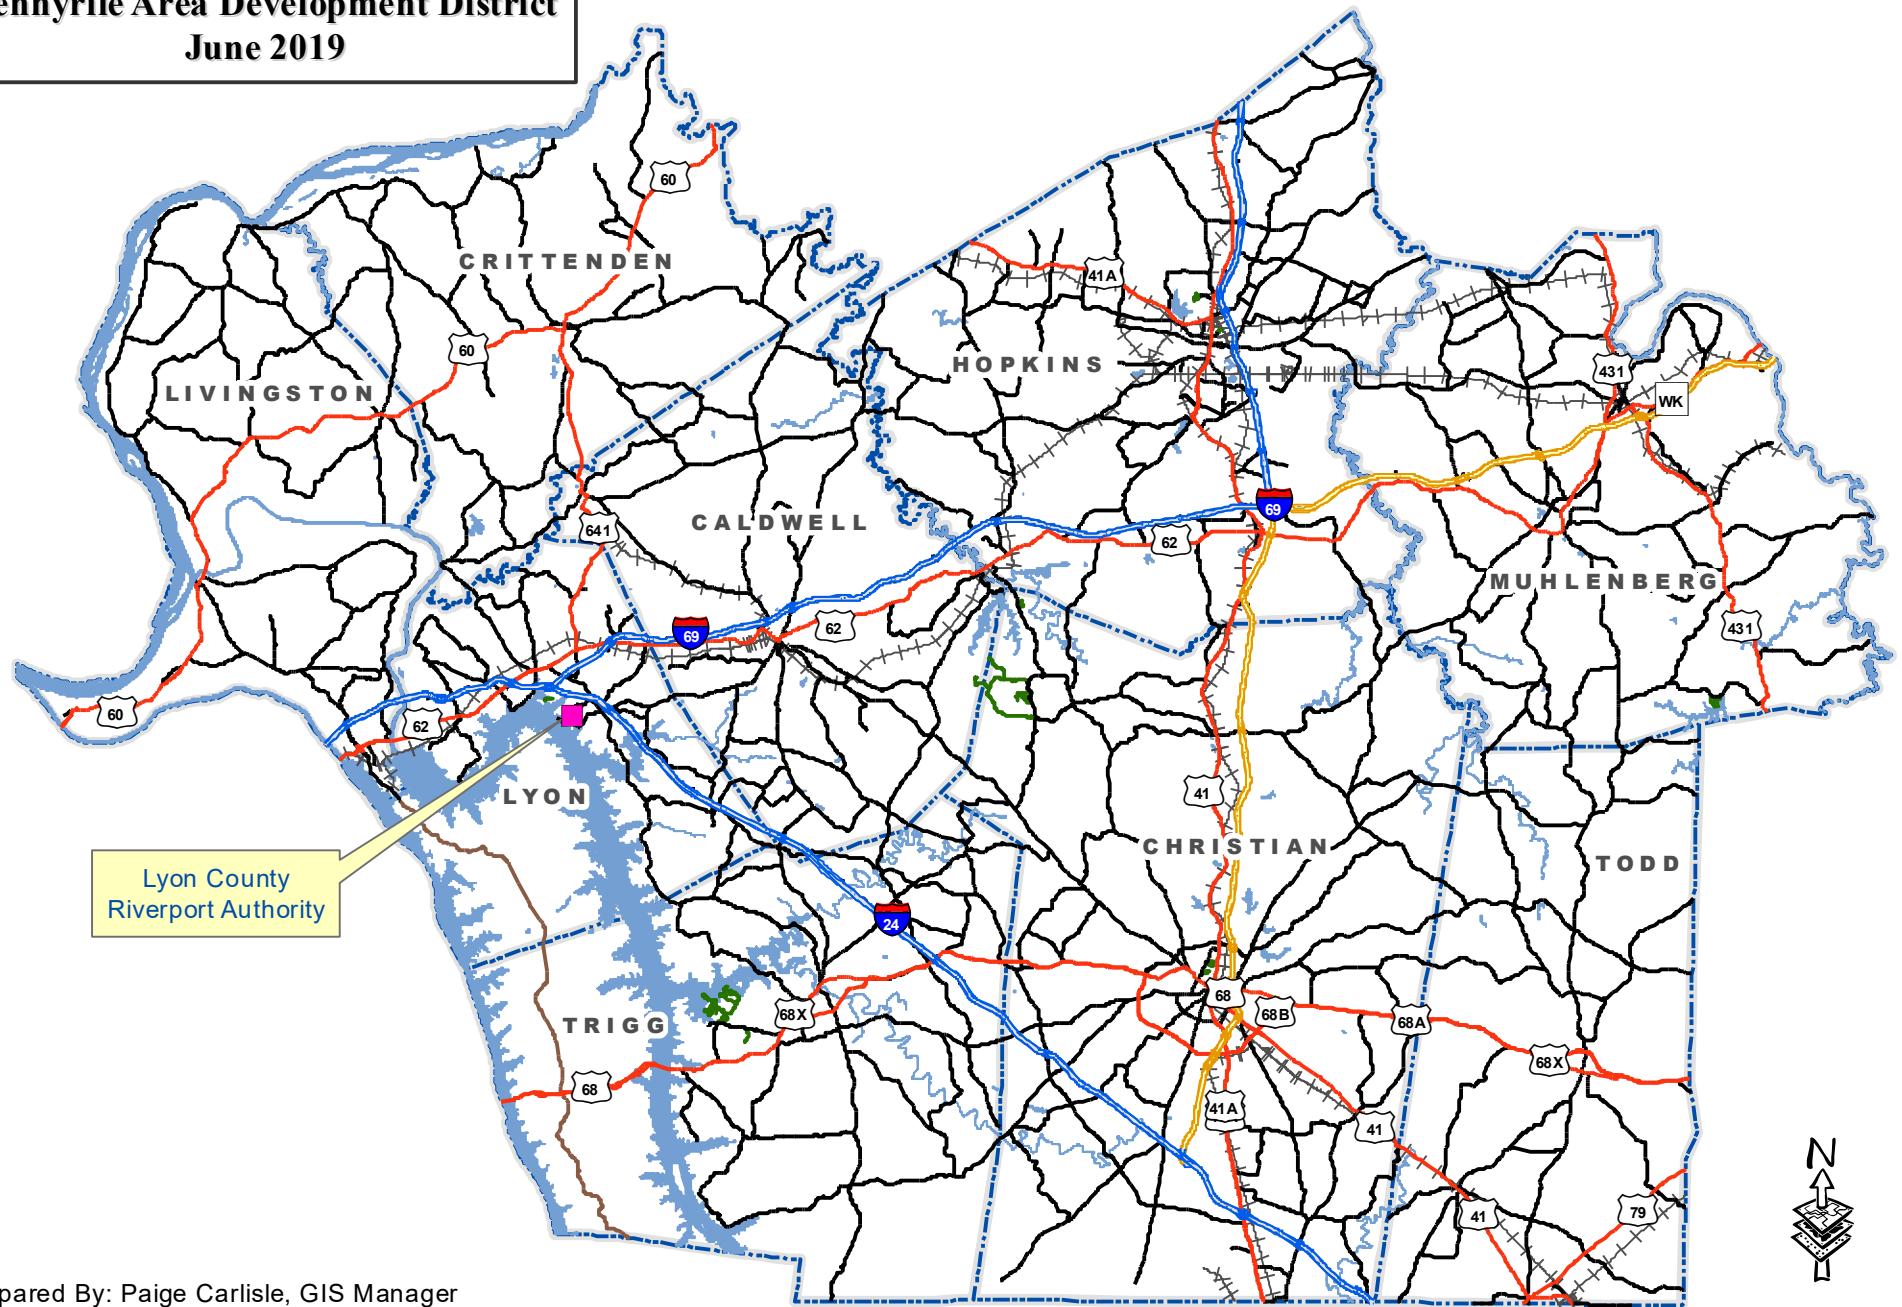 ennyrile Area Development District
June 2019
60
CRITTENDEN
41A
60
HOPKINS
431
LIVINGSTON
WK
69
641
CALDWELL
62
MUHLENBERG
69
62
431
60
62
LYON
41
CHRISTIAN
TODD
Lyon County
Riverport Authority
24
68
68X
68B
68A
TRIGG
68X
68
41A
41
N
41
79
pared By: Paige Carlisle, GIS Manager